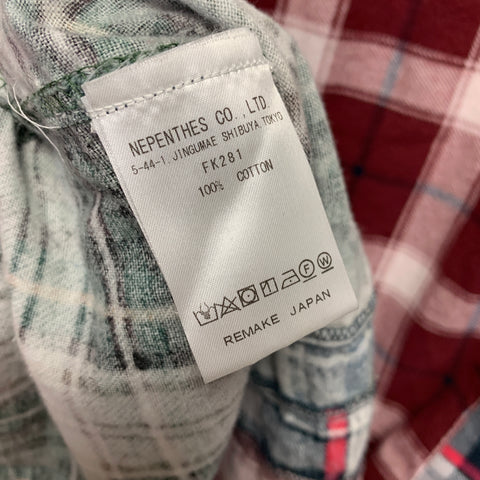 NEPENTHES CO., LTD.
5-44-1, JINGUMAE SHIBUYA, TOKYO
FK281
100% COTTON
REMAKE JAPAN